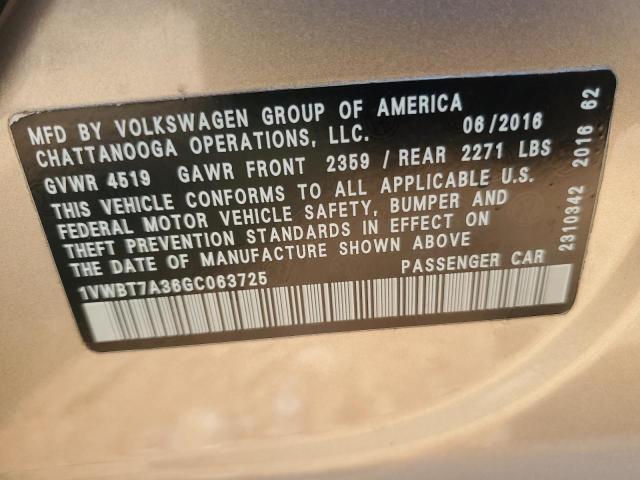 MFD BY VOLKSWAGEN GROUP OF AMERICA
CHATTANOOGA OPERATIONS, LLC. 06/2016
GVWR 4519 GAWR FRONT 2359 / REAR 2271 LBS
THIS VEHICLE CONFORMS TO ALL APPLICABLE U.S.
FEDERAL MOTOR VEHICLE SAFETY, BUMPER AND
THEFT PREVENTION STANDARDS IN EFFECT ON
THE DATE OF MANUFACTURE SHOWN ABOVE
1VWBT7A36GC063725 PASSENGER CAR
2310342 2016 62